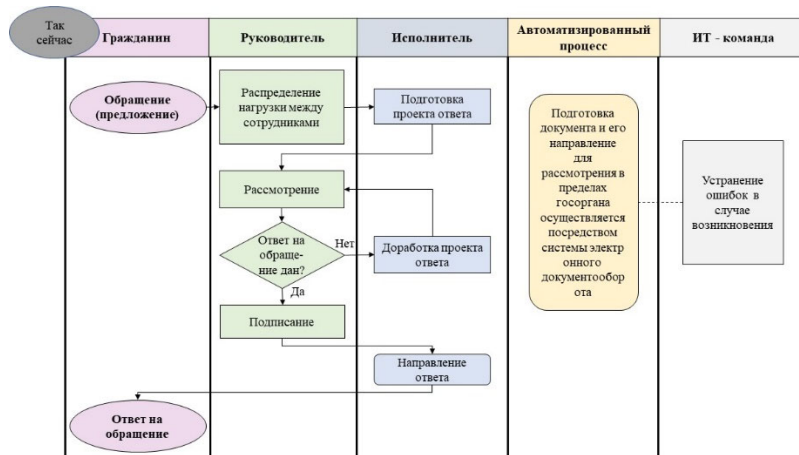 Так
сейчас
Гражданин
Руководитель
Исполнитель
Автоматизированный
процесс
ИТ - команда
Обращение
(предложение)
Распределение
нагрузки между
сотрудниками
Подготовка
проекта ответа
Рассмотрение
Ответ на
обраще-
ние дан?
Нет
Доработка проекта
ответа
Да
Подписание
Направление
ответа
Ответ на
обращение
Подготовка
документа и его
направление
для
рассмотрения в
пределах
госоргана
осуществляется
посредством
системы электр
онного
документообор
ота
Устранение
ошибок в
случае
возникновения